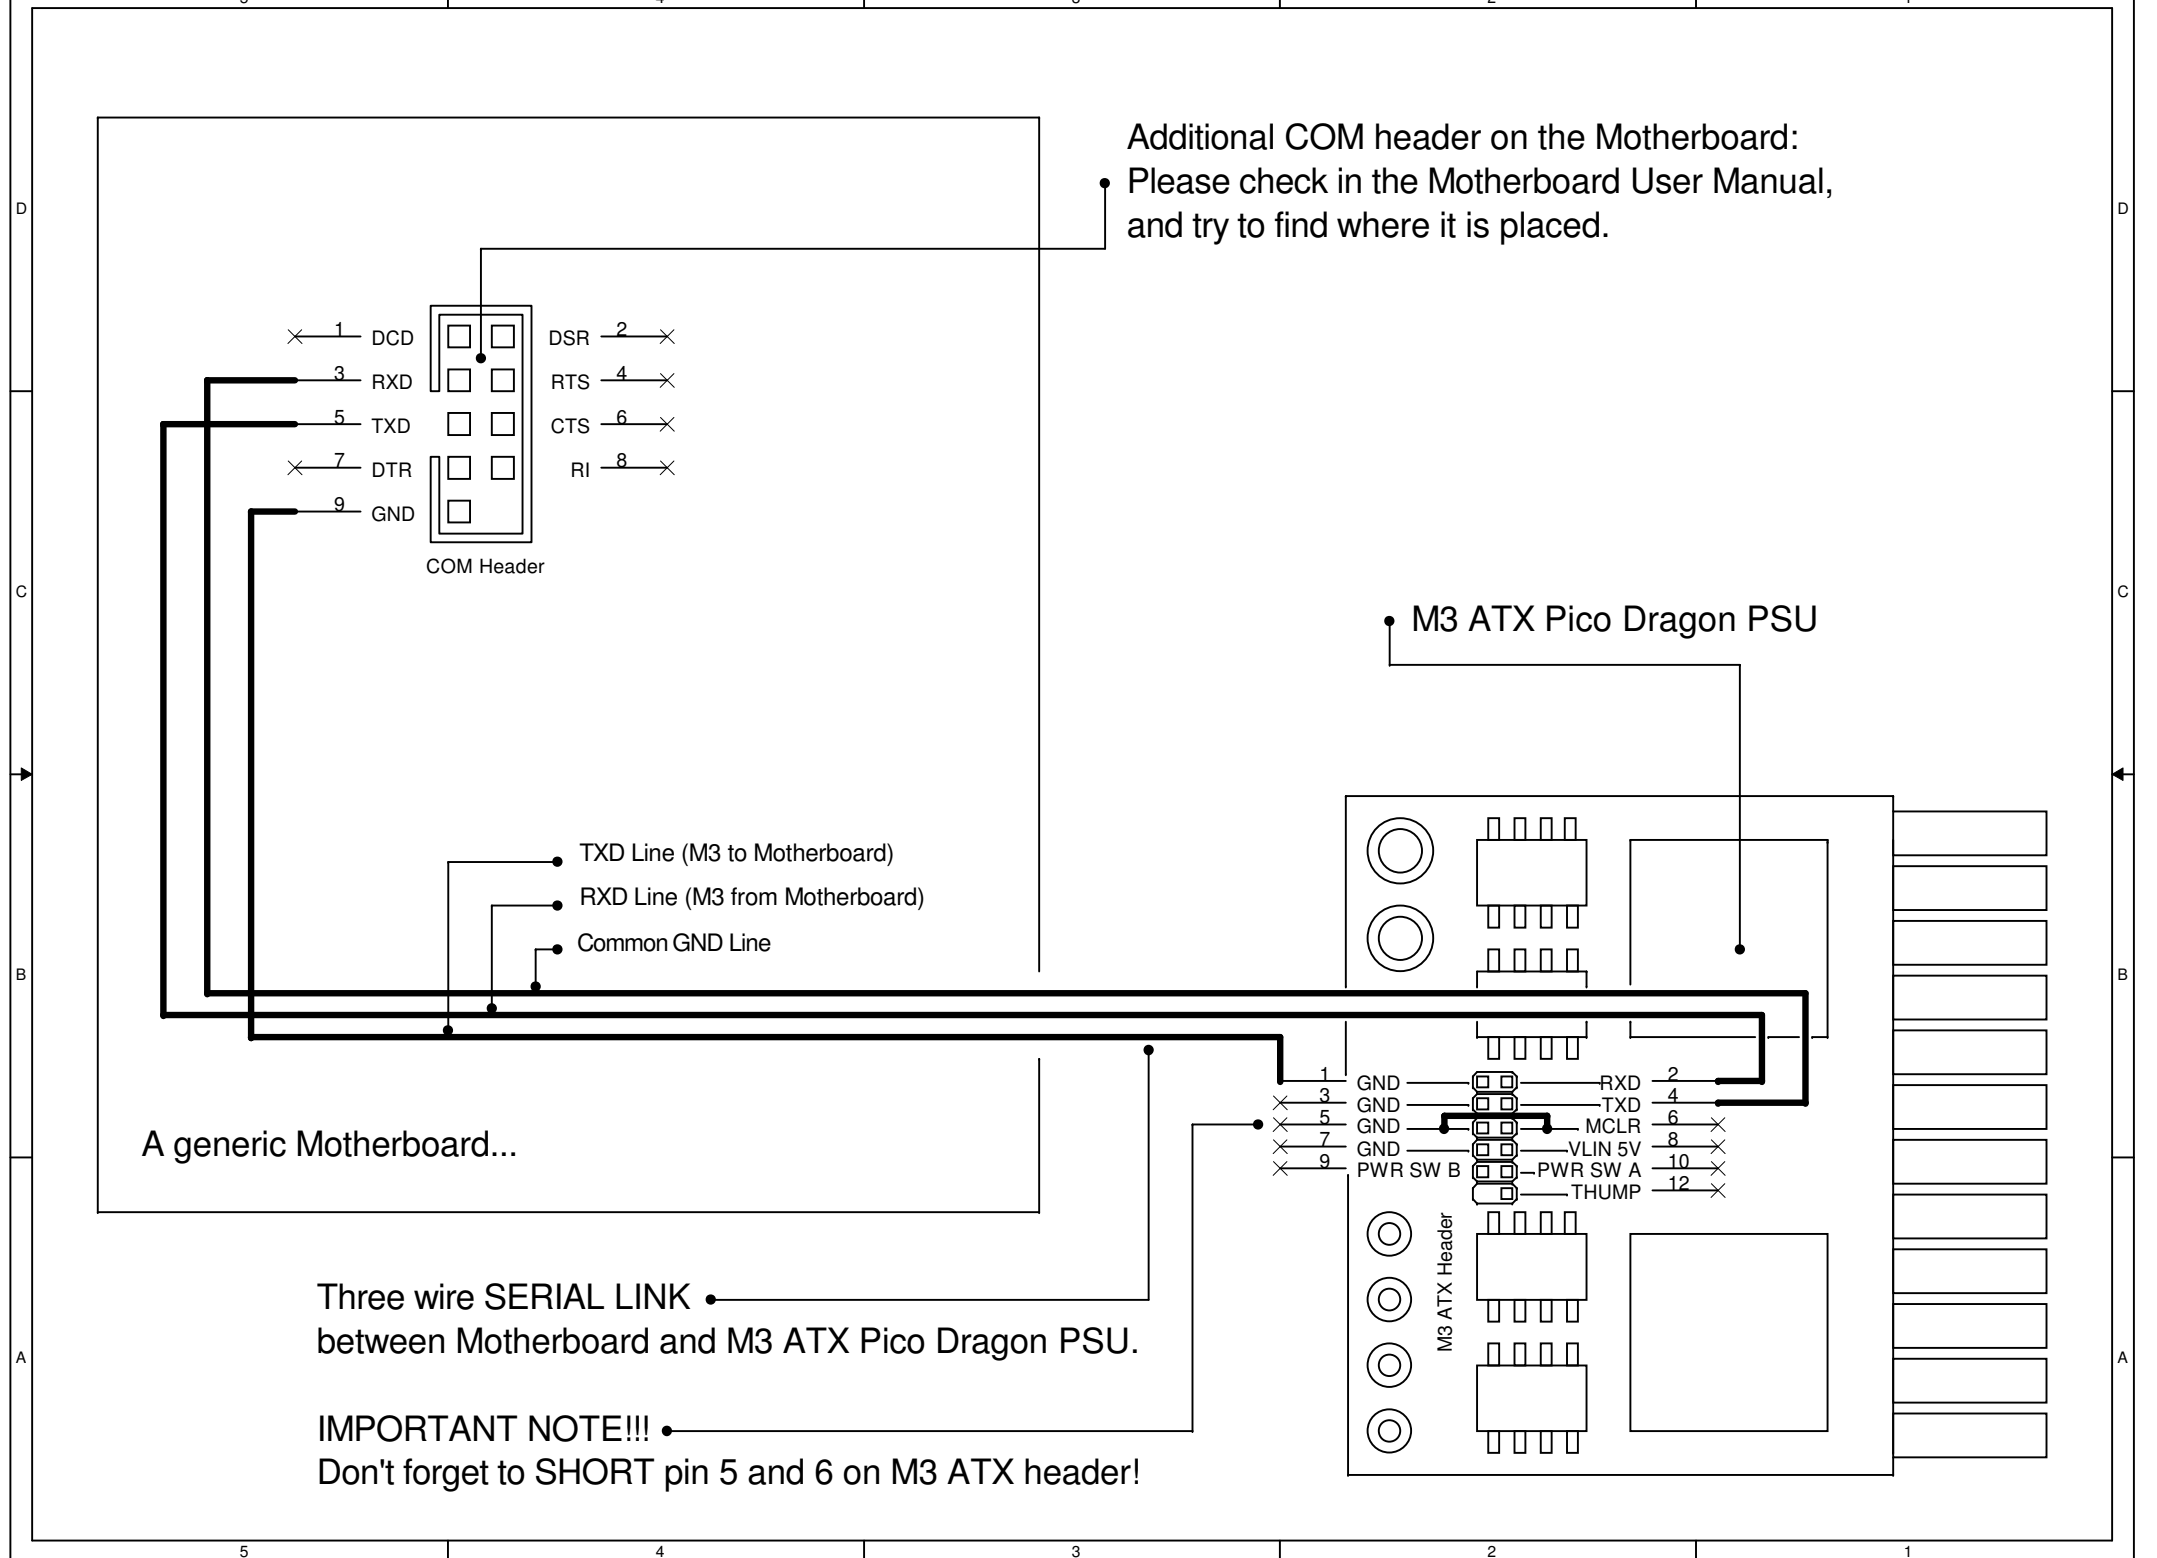 Additional COM header on the Motherboard:
Please check in the Motherboard User Manual,
and try to find where it is placed.
D
D
1 DCD DSR 2
3 RXD RTS 4
5 TXD CTS 6
7 DTR RI 8
9 GND
COM Header
C
C
M3 ATX Pico Dragon PSU
TXD Line (M3 to Motherboard)
RXD Line (M3 from Motherboard)
Common GND Line
B
B
1 GND RXD 2
3 GND TXD 4
5 GND MCLR 6
7 GND VLIN 5V 8
9 PWR SW B PWR SW A 10
THUMP 12
M3 ATX Header
A generic Motherboard...
Three wire SERIAL LINK
between Motherboard and M3 ATX Pico Dragon PSU.
A
A
IMPORTANT NOTE!!!
Don't forget to SHORT pin 5 and 6 on M3 ATX header!
5 4 3 2 1